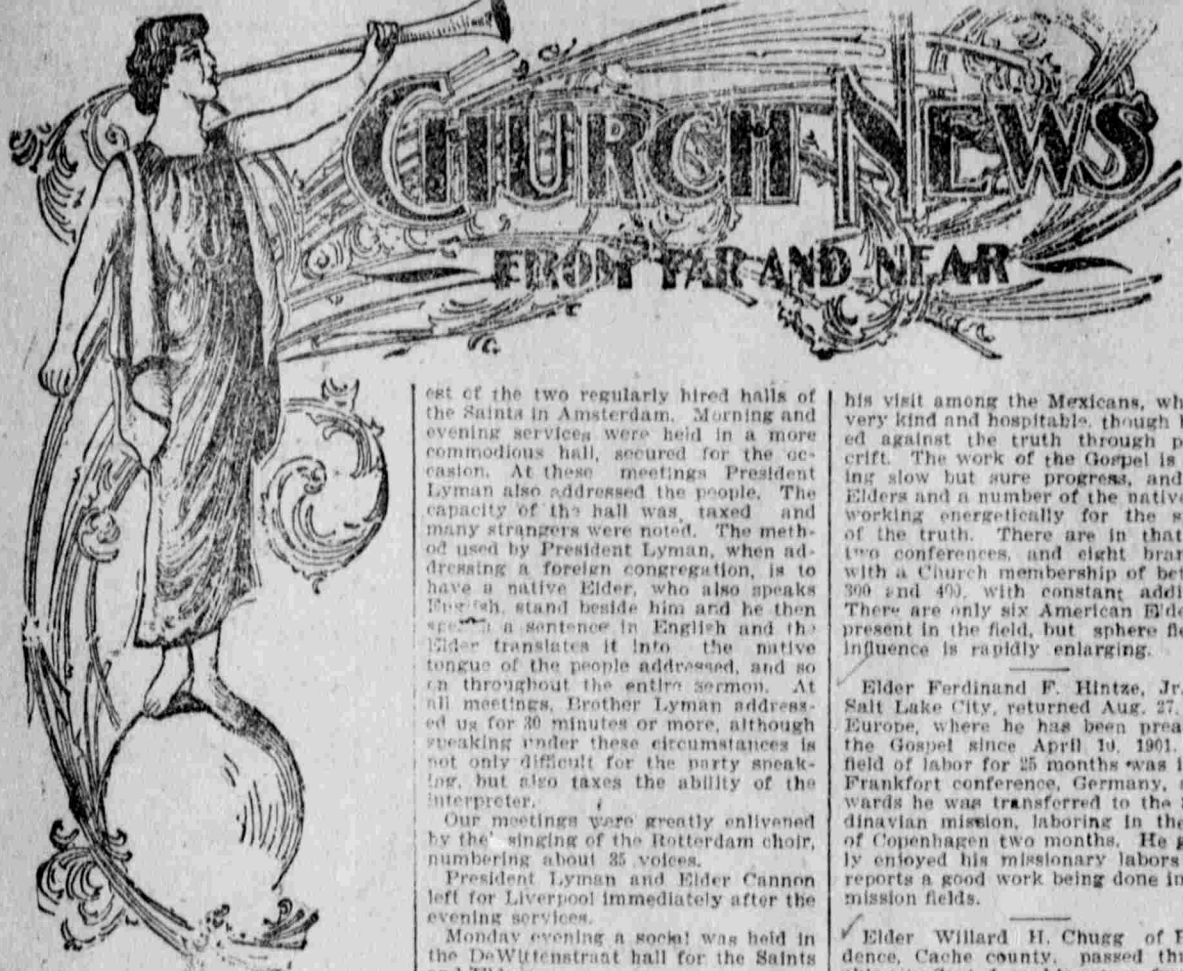 CHURCH NEWS
FROM FAR AND NEAR
est of the two regularly hired halls of
the Saints in Amsterdam. Morning and
evening services were held in a more
commodious hall, secured for the oc-
casion. At these meetings President
Lyman also addressed the people. The
capacity of the hall was taxed and
many strangers were noted. The meth-
od used by President Lyman, when ad-
dressing a foreign congregation, is to
have a native Elder, who also speaks
English, stand beside him and he then
a sentence in English and the
Elder translates it into the native
tongue of the people addressed, and so
on throughout the entire sermon. At
all meetings, Brother Lyman address-
ed us for 30 minutes or more, although
speaking under these circumstances is
not only difficult for the party speak-
ing, but also taxes the ability of the
interpreter.
Our meetings were greatly enlivened
by the singing of the Rotterdam choir,
numbering about 35 voices.
President Lyman and Elder Cannon
left for Liverpool immediately after the
evening services.
Monday evening a social was held in
the DeWittenstraat hall for the Saints
his visit among the Mexicans, wh
very kind and hospitable, though
ed against the truth through p
crift. The work of the Gospel is
ing slow but sure progress, and
Elders and a number of the native
working energetically for the s
of the truth. There are in that
two conferences, and eight bran
with a Church membership of bet
300 and 400, with constant addi
There are only six American Elde
present in the field, but sphere
influence is rapidly enlarging.
Elder Ferdinand F. Hintze, Jr.
Salt Lake City, returned Aug. 27,
Europe, where he has been prea
the Gospel since April 10, 1901.
field of labor for 25 months was
Frankfort conference, Germany,
wards he was transferred to the
dinavian mission, laboring in the
of Copenhagen two months. He g
ly enjoyed his missionary labors
reports a good work being done in
mission fields.
Elder Willard H. Chugg of
dence, Cache county, passed thr